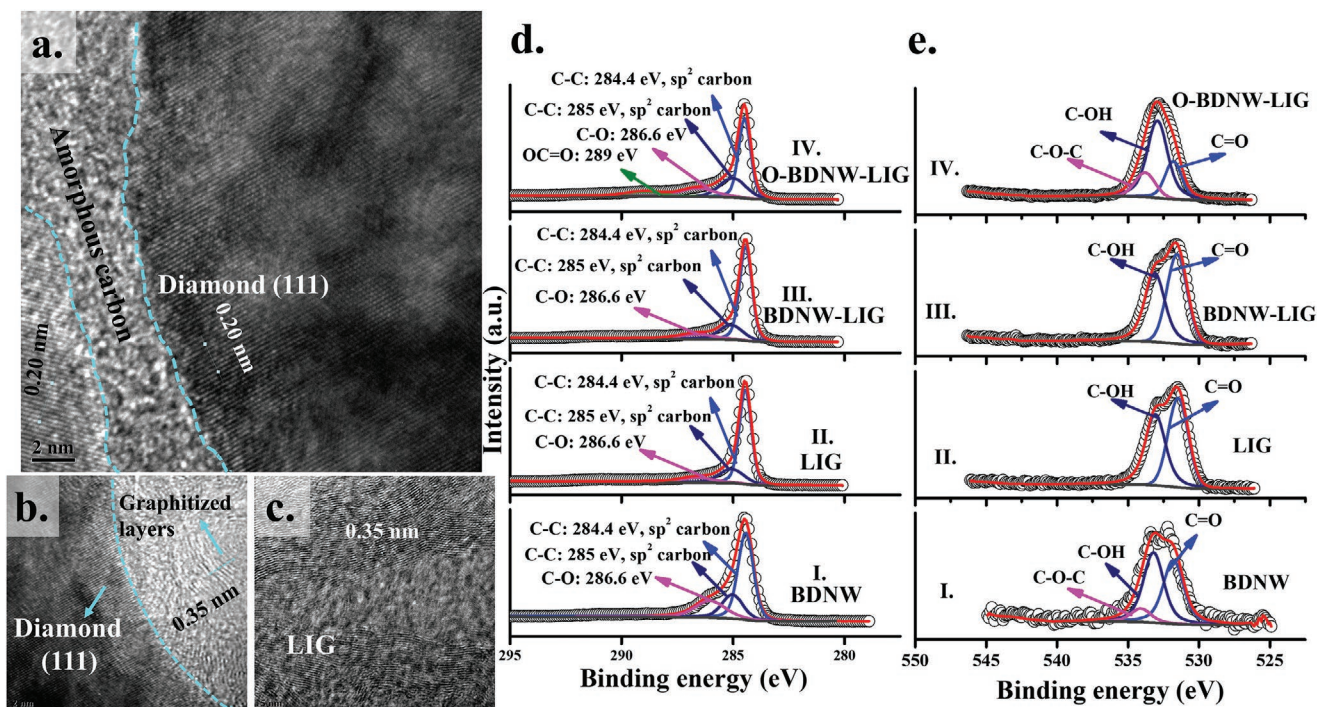 a.
Amorphous carbon
Diamond (111)
0.20 nm
0.20 nm
2 nm
b.
Graphitized
layers
0.35 nm
Diamond
(111)
c.
0.35 nm
LIG
d.
Intensity (a.u.)
C-C: 284.4 eV, sp² carbon
C-C: 285 eV, sp² carbon
C-O: 286.6 eV
OC=O: 289 eV
IV.
O-BDNW-LIG
C-C: 284.4 eV, sp² carbon
C-C: 285 eV, sp² carbon
C-O: 286.6 eV
III.
BDNW-LIG
C-C: 284.4 eV, sp² carbon
C-C: 285 eV, sp² carbon
C-O: 286.6 eV
II.
LIG
C-C: 284.4 eV, sp² carbon
C-C: 285 eV, sp² carbon
C-O: 286.6 eV
I.
BDNW
295 290 285 280
Binding energy (eV)
e.
O-BDNW-LIG
C-OH
C=O
C-O-C
IV.
C-OH
C=O
III.
BDNW-LIG
C-OH
C=O
II.
LIG
C=O
C-OH
BDNW
C-O-C
I.
550 545 540 535 530 525
Binding energy (eV)